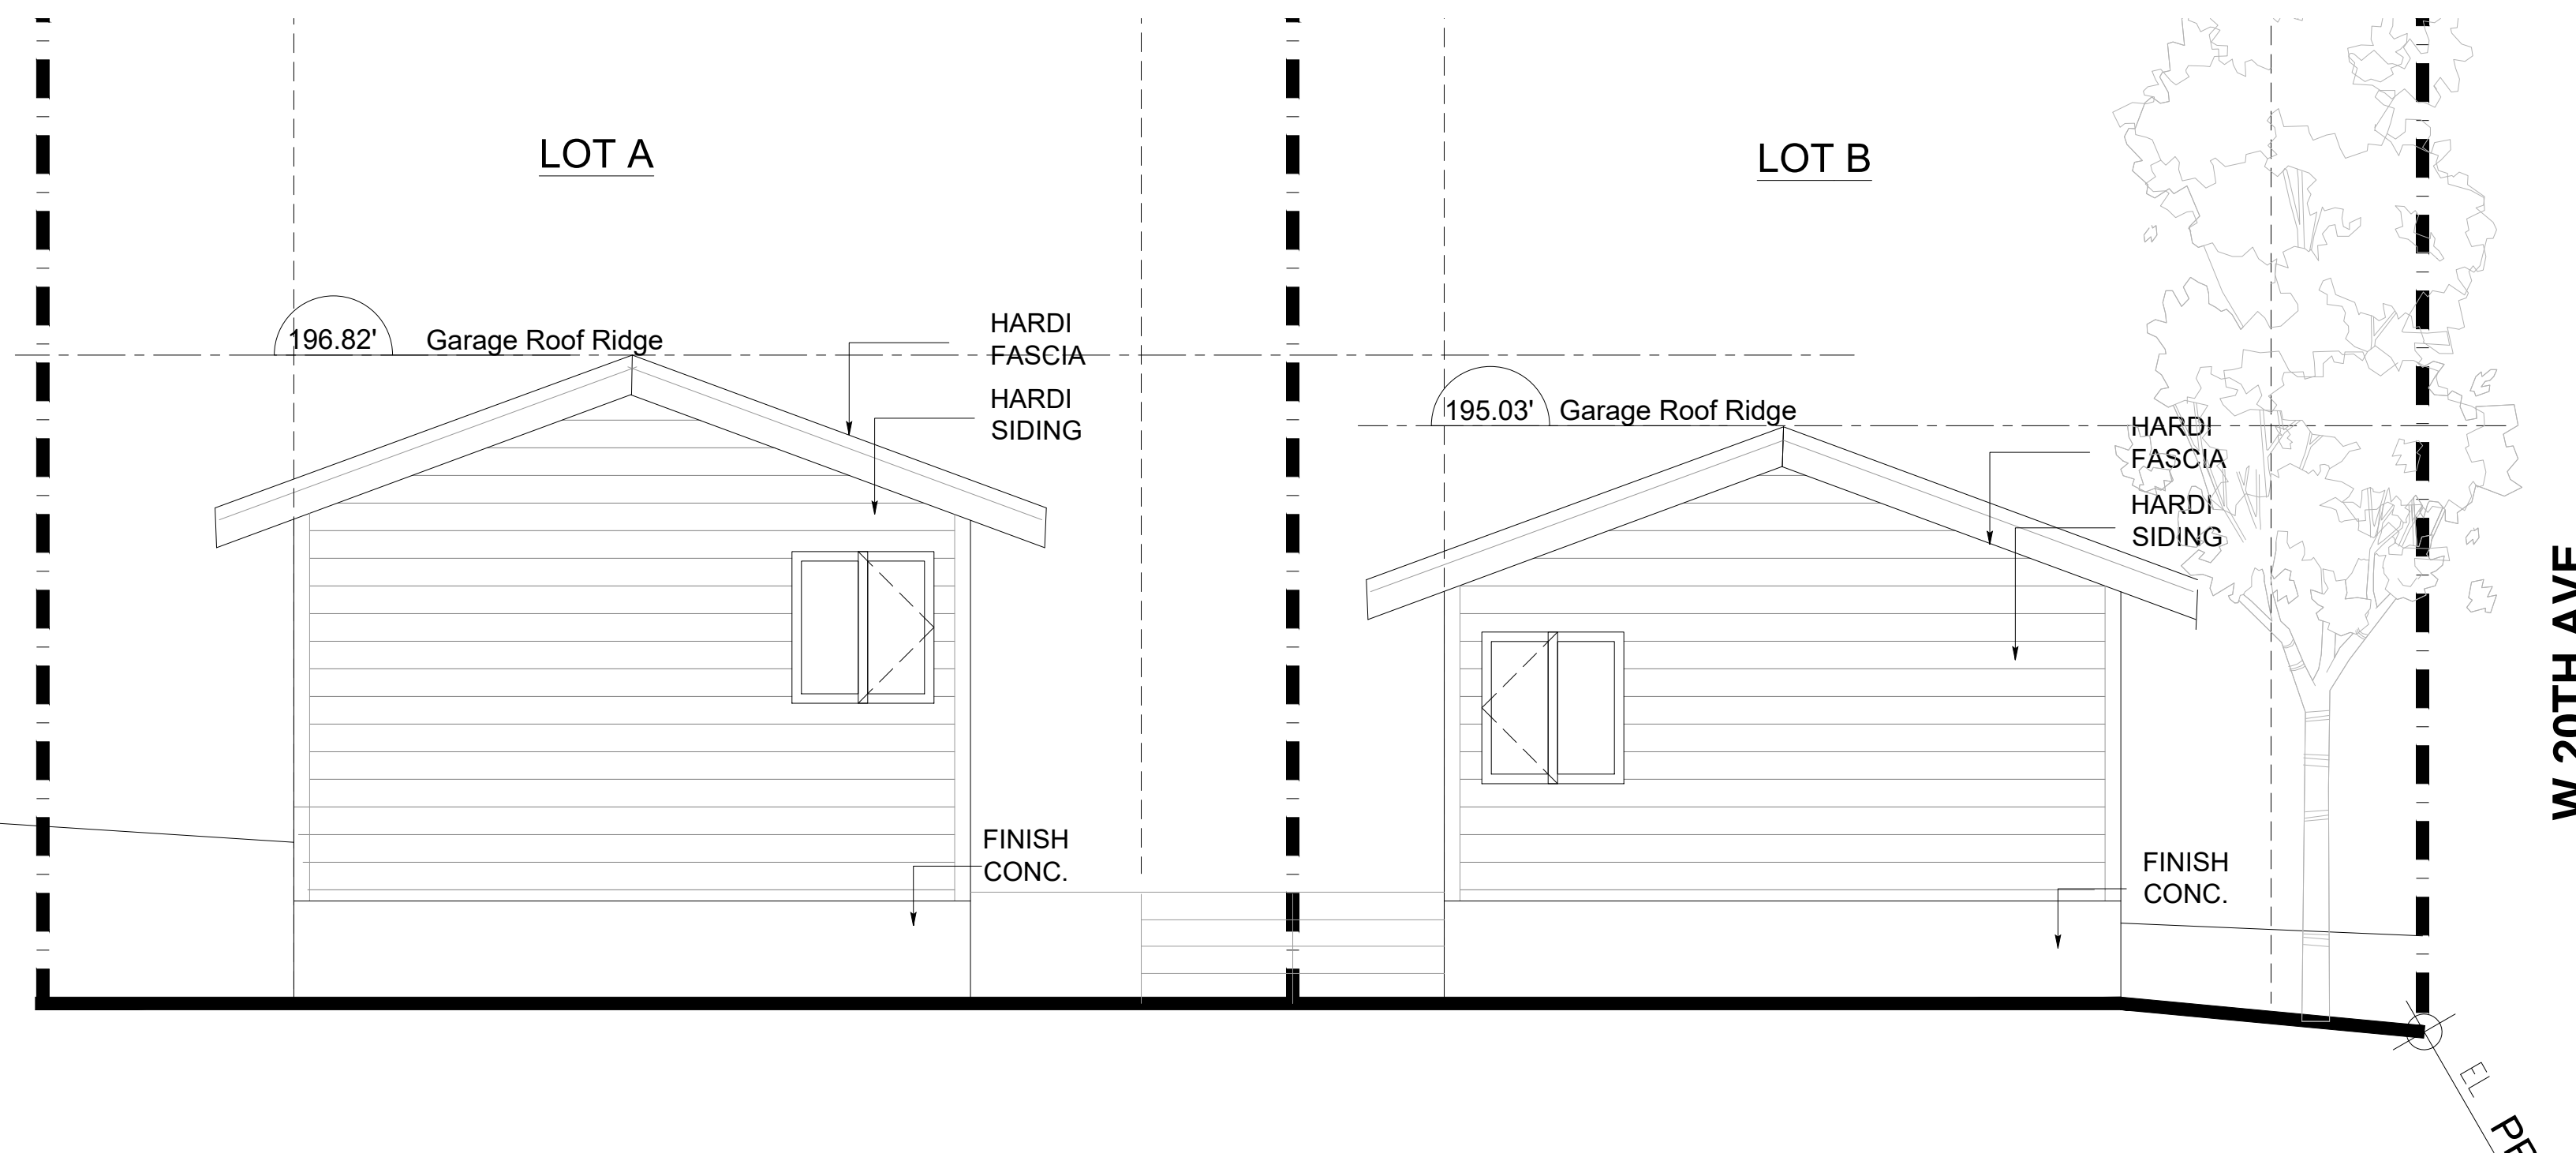 LOT A
LOT B
196.82' Garage Roof Ridge
HARDI
FASCIA
HARDI
SIDING
195.03' Garage Roof Ridge
HARDI
FASCIA
HARDI
SIDING
FINISH
CONC.
FINISH
CONC.
W 20TH AVE
EL